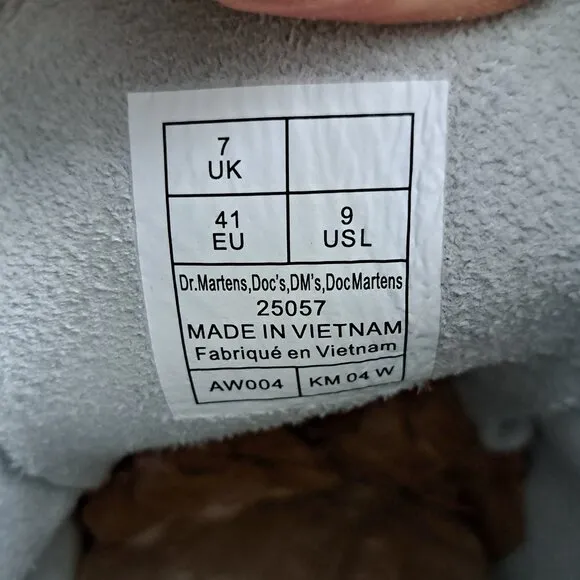 7
UK
41
EU
9
USL
Dr.Martens,Doc's,DM's,DocMartens
25057
MADE IN VIETNAM
Fabriqué en Vietnam
AW004
KM 04 W